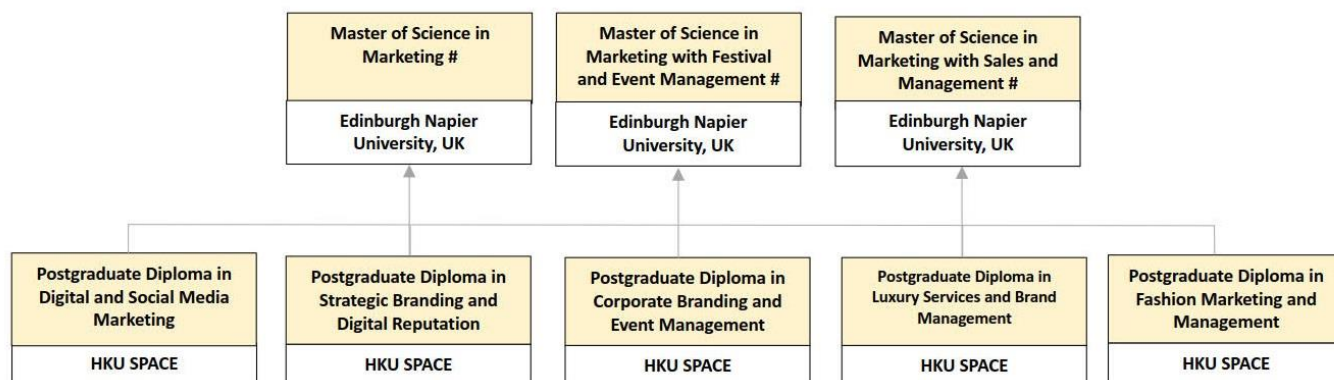 Master of Science in
Marketing #
Edinburgh Napier
University, UK
Master of Science in
Marketing with Festival
and Event Management #
Edinburgh Napier
University, UK
Master of Science in
Marketing with Sales and
Management #
Edinburgh Napier
University, UK
Postgraduate Diploma in
Digital and Social Media
Marketing
HKU SPACE
Postgraduate Diploma in
Strategic Branding and
Digital Reputation
HKU SPACE
Postgraduate Diploma in
Corporate Branding and
Event Management
HKU SPACE
Postgraduate Diploma in
Luxury Services and Brand
Management
HKU SPACE
Postgraduate Diploma in
Fashion Marketing and
Management
HKU SPACE